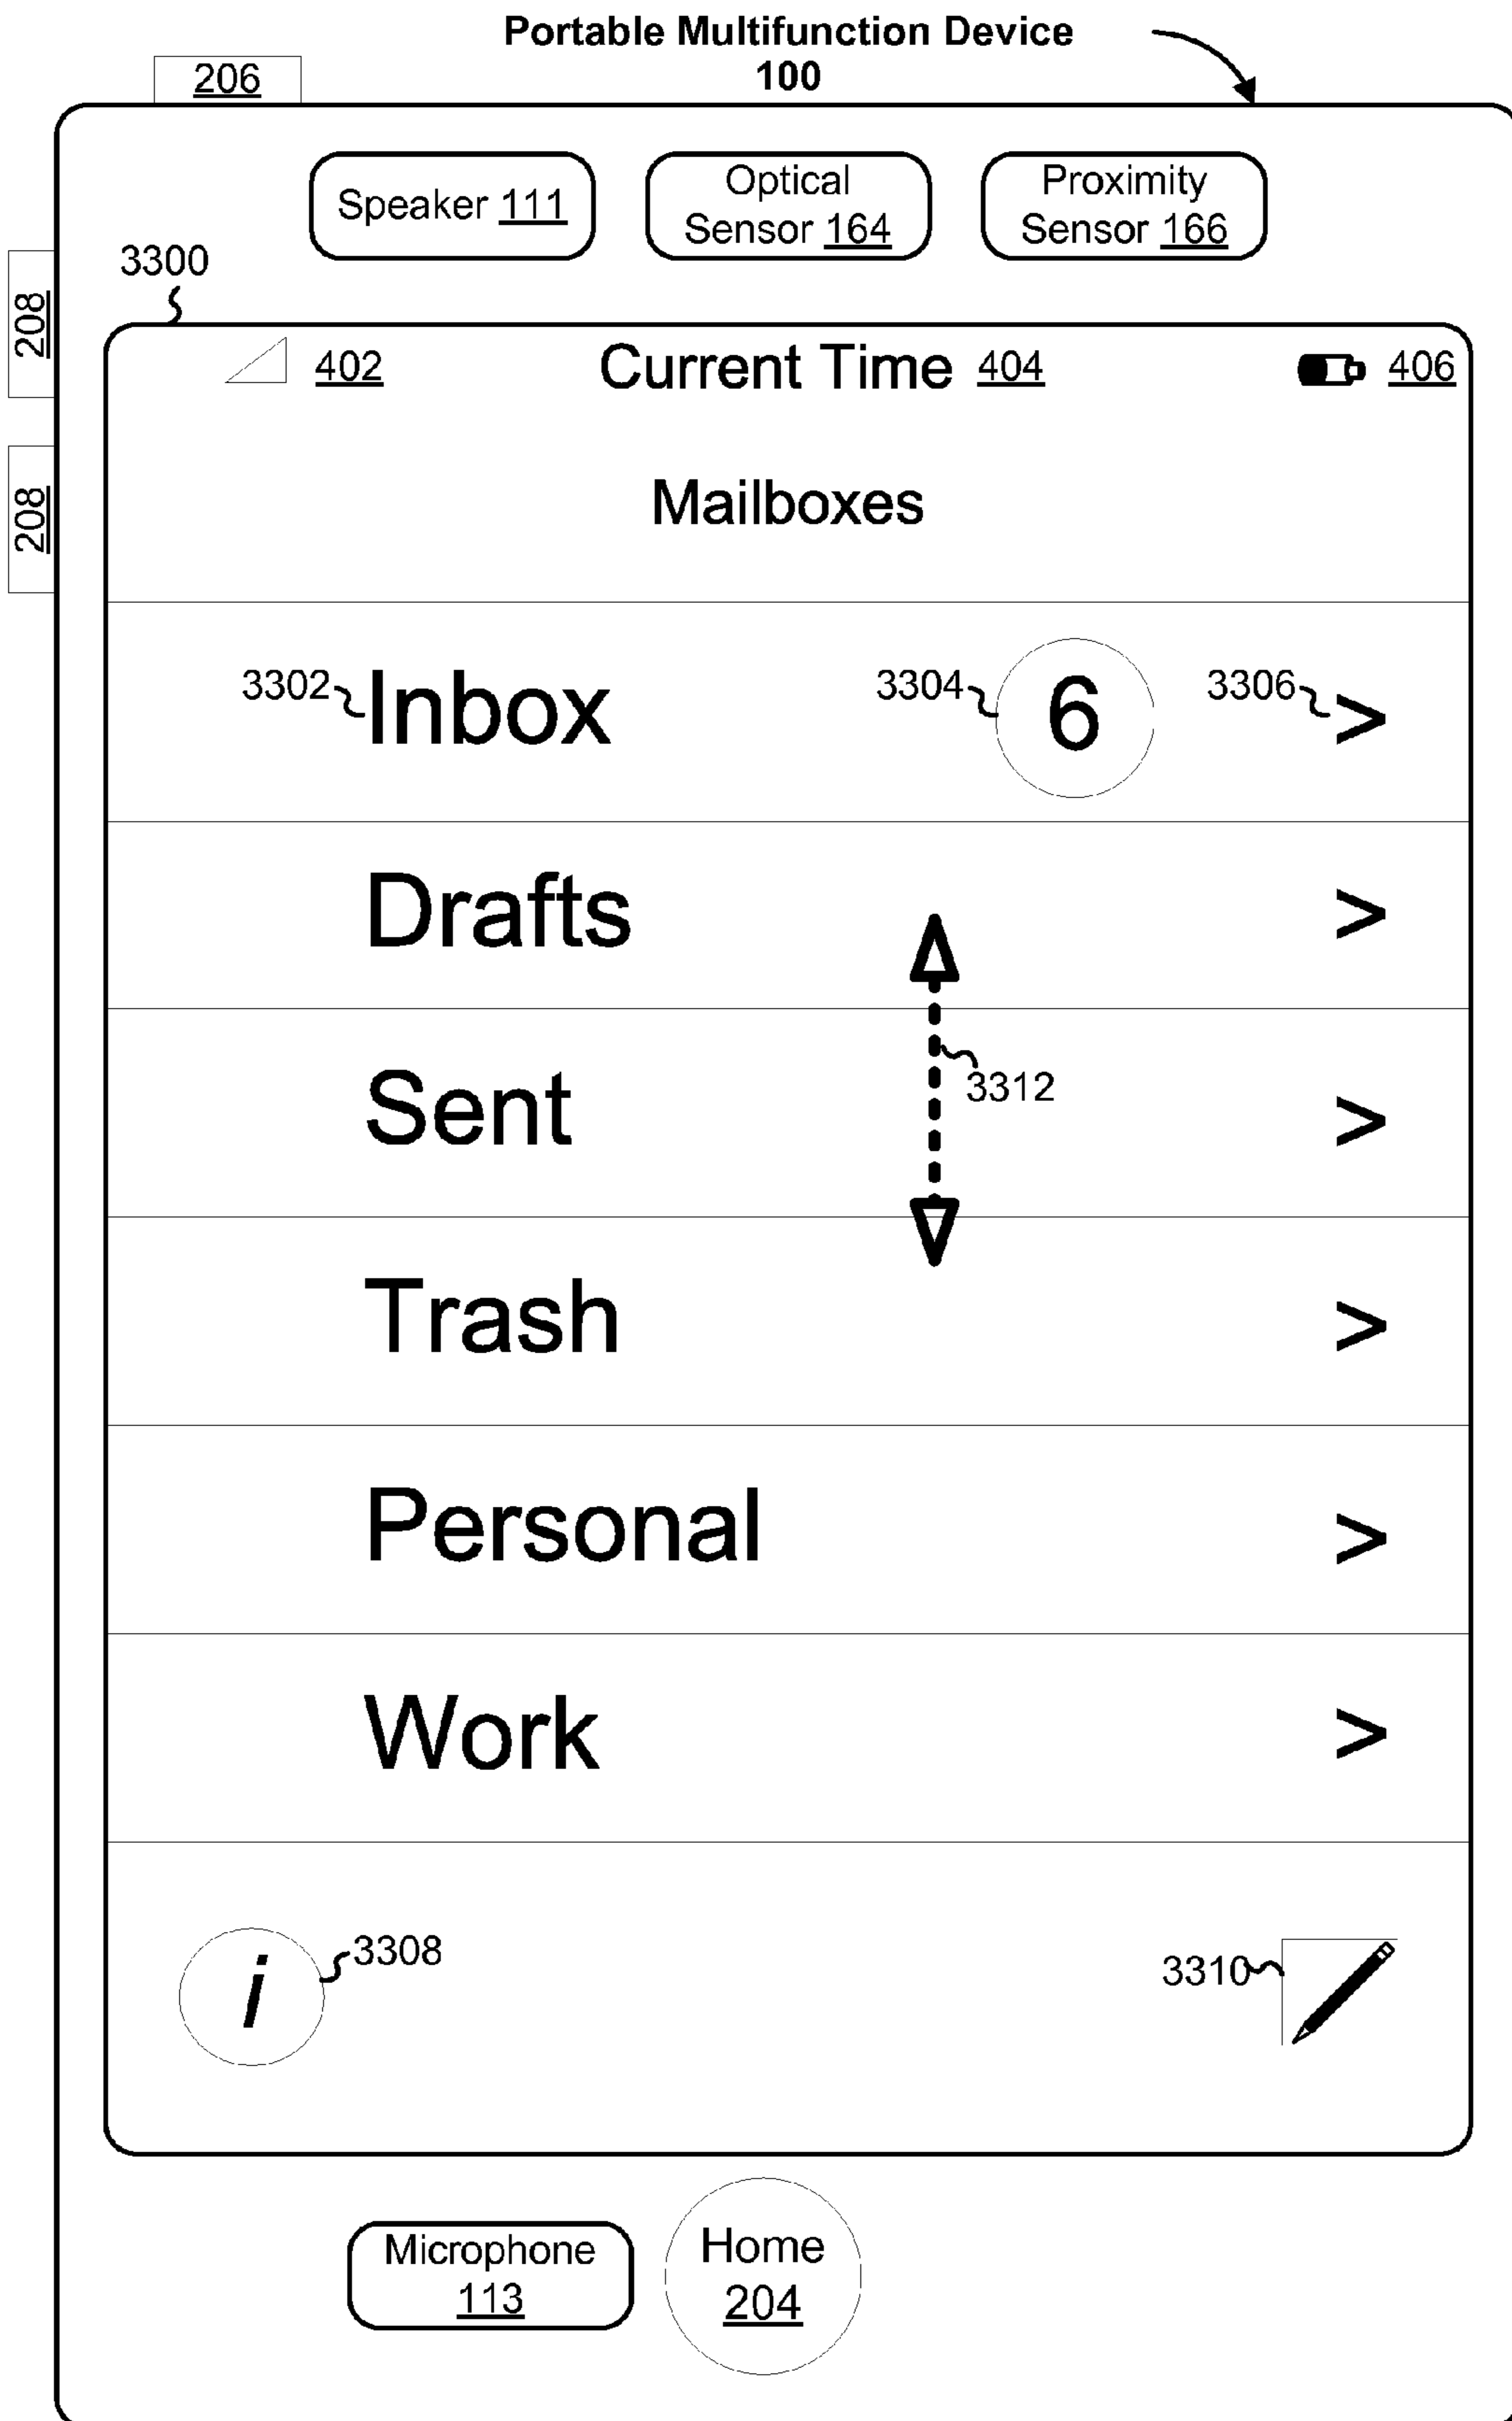 Portable Multifunction Device
100
206
Speaker 111
Optical
Sensor 164
Proximity
Sensor 166
3300
208
208
402
Current Time 404
406
Mailboxes
3302 Inbox 3304 6 3306 >
Drafts >
3312
Sent >
Trash >
Personal >
Work >
i 3308
3310
Microphone
113
Home
204